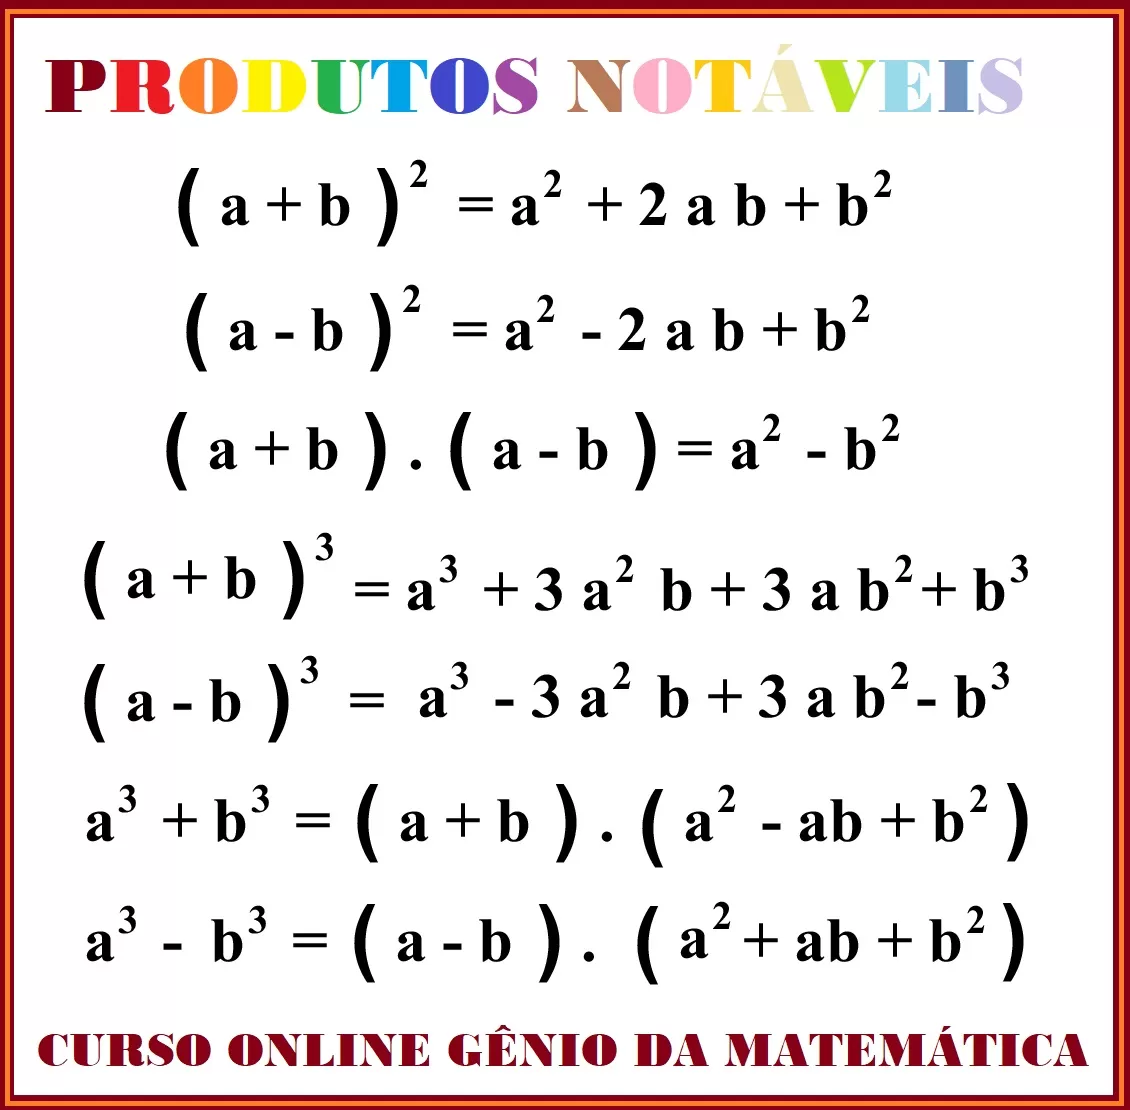 PRODUTOS NOTÁVEIS
( a + b )² = a² + 2 a b + b²
( a - b )² = a² - 2 a b + b²
( a + b ) . ( a - b ) = a² - b²
( a + b )³ = a³ + 3 a² b + 3 a b² + b³
( a - b )³ = a³ - 3 a² b + 3 a b² - b³
a³ + b³ = ( a + b ) . ( a² - ab + b² )
a³ - b³ = ( a - b ) . ( a² + ab + b² )
CURSO ONLINE GÊNIO DA MATEMÁTICA